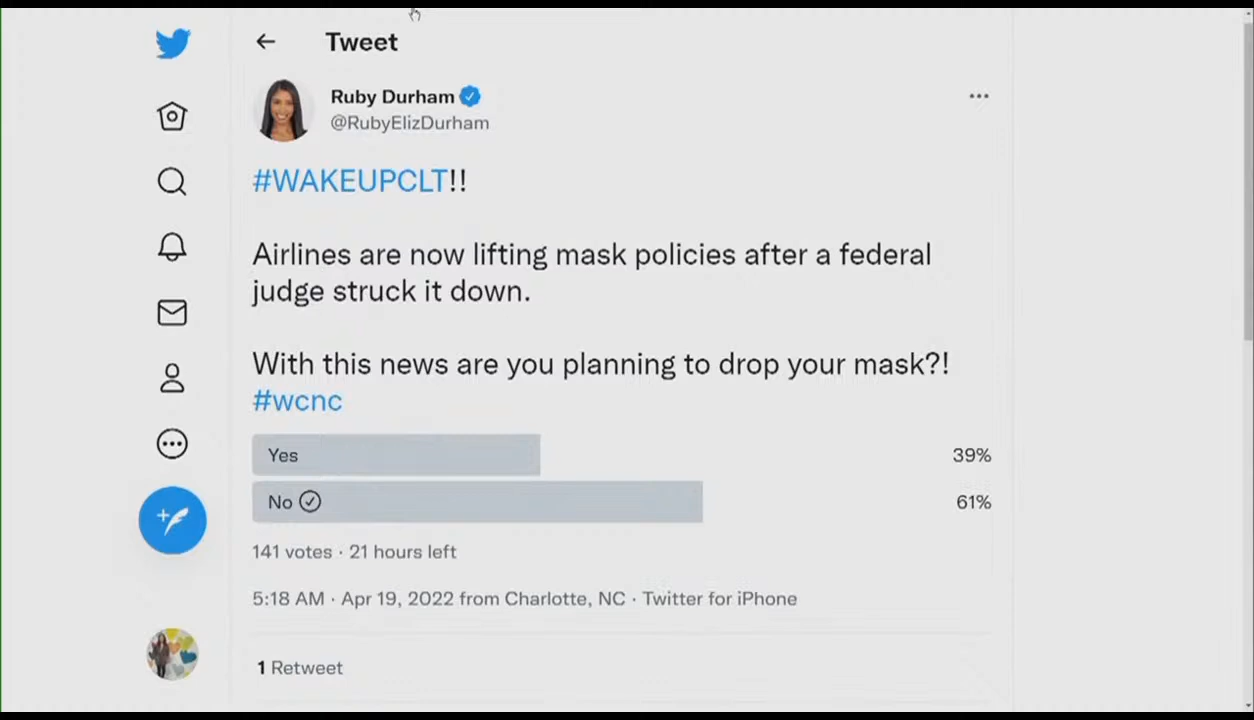 Tweet
Ruby Durham
@RubyElizDurham
#WAKEUPCLT!!
Airlines are now lifting mask policies after a federal
judge struck it down.
With this news are you planning to drop your mask?!
#wcnc
Yes 39%
No 61%
141 votes · 21 hours left
5:18 AM · Apr 19, 2022 from Charlotte, NC · Twitter for iPhone
1 Retweet